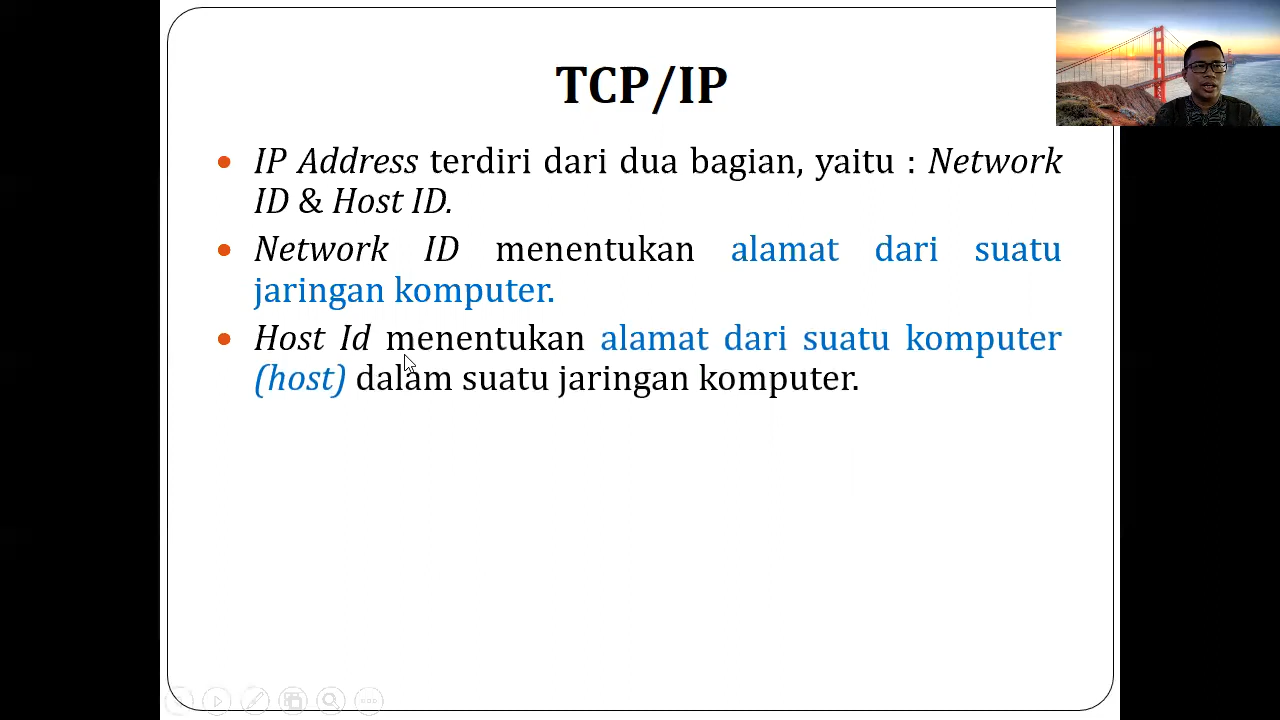 TCP/IP
IP Address terdiri dari dua bagian, yaitu : Network
ID & Host ID.
Network ID menentukan alamat dari suatu
jaringan komputer.
Host Id menentukan alamat dari suatu komputer
(host) dalam suatu jaringan komputer.